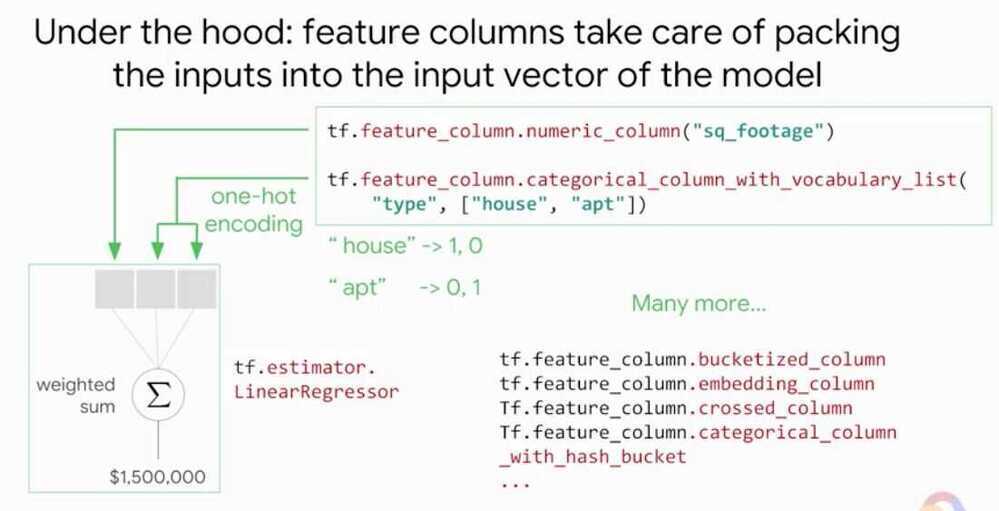 Under the hood: feature columns take care of packing
the inputs into the input vector of the model
tf.feature_column.numeric_column("sq_footage")
tf.feature_column.categorical_column_with_vocabulary_list(
"type", ["house", "apt"])
one-hot
encoding
“ house” -> 1, 0
“ apt” -> 0, 1
Many more...
weighted
sum
Σ
$1,500,000
tf.estimator.
LinearRegressor
tf.feature_column.bucketized_column
tf.feature_column.embedding_column
Tf.feature_column.crossed_column
Tf.feature_column.categorical_column
_with_hash_bucket
...